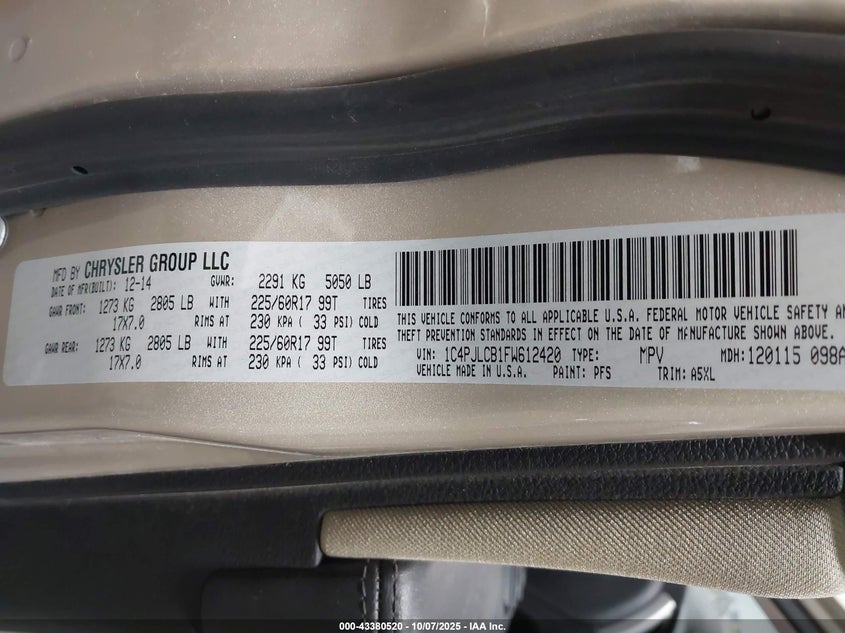 MFD BY CHRYSLER GROUP LLC
DATE OF MFR(BUILT): 12-14 GVWR: 2291 KG 5050 LB
GAWR FRONT: 1273 KG 2805 LB WITH 225/60R17 99T TIRES
17X7.0 RIMS AT 230 KPA ( 33 PSI) COLD
GAWR REAR: 1273 KG 2805 LB WITH 225/60R17 99T TIRES
17X7.0 RIMS AT 230 KPA ( 33 PSI) COLD
THIS VEHICLE CONFORMS TO ALL APPLICABLE U.S.A. FEDERAL MOTOR VEHICLE SAFETY AN
THEFT PREVENTION STANDARDS IN EFFECT ON THE DATE OF MANUFACTURE SHOWN ABOVE.
VIN: 1C4PJLCB1FW612420 TYPE: MPV MDH: 120115 098A
VEHICLE MADE IN U.S.A. PAINT: PFS TRIM: A5XL
000-43380520 | 10/07/2025 - IAA Inc.